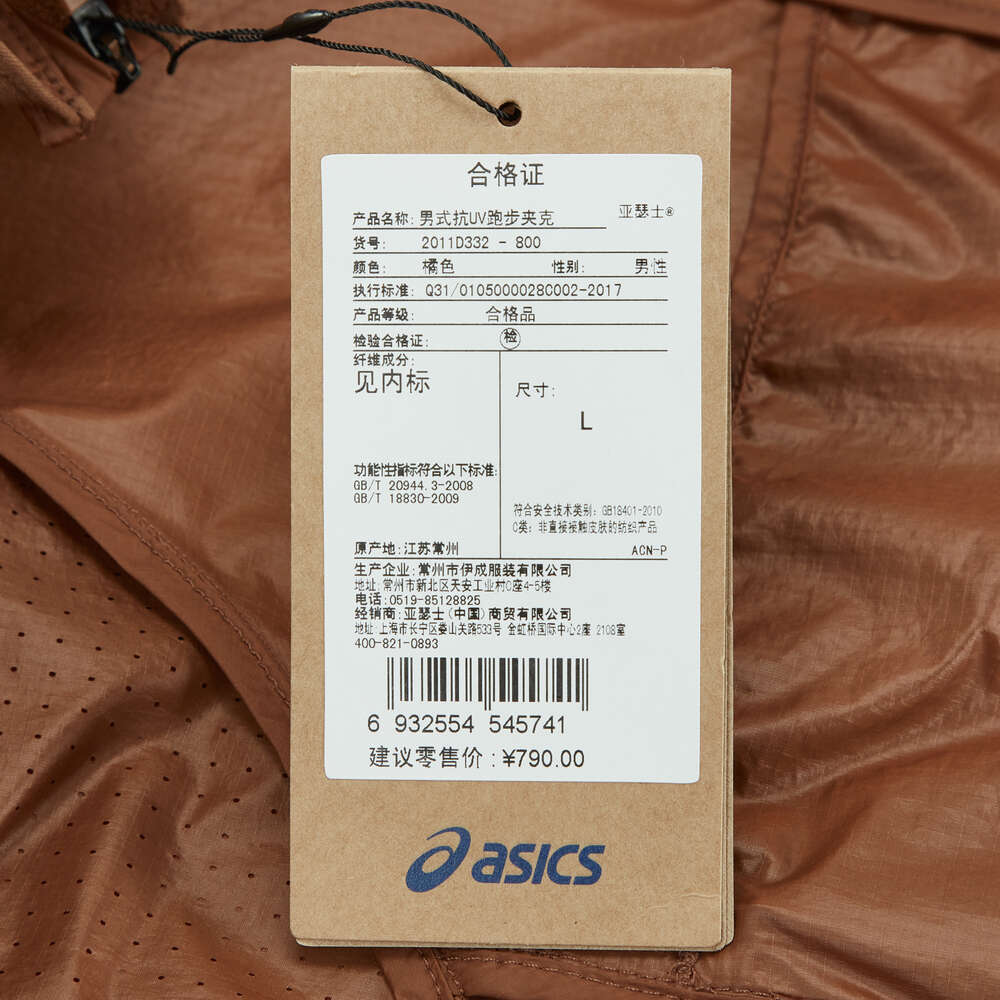 合格证
亚瑟士®
产品名称: 男式抗UV跑步夹克
货号: 2011D332 - 800
颜色: 橘色 性别: 男性
执行标准: Q31/0105000028C002-2017
产品等级: 合格品
检验合格证: 检
纤维成分:
见内标
尺寸:
L
功能性指标符合以下标准:
GB/T 20944.3-2008
GB/T 18830-2009
符合安全技术类别: GB18401-2010
C类: 非直接接触皮肤的纺织产品
原产地: 江苏常州
ACN-P
生产企业: 常州市伊成服装有限公司
地址: 常州市新北区天安工业村C座4-5楼
电话: 0519-85128825
经销商: 亚瑟士(中国)商贸有限公司
地址: 上海市长宁区娄山关路533号 金虹桥国际中心2座 2108室
400-821-0893
6 932554 545741
建议零售价: ¥790.00
asics